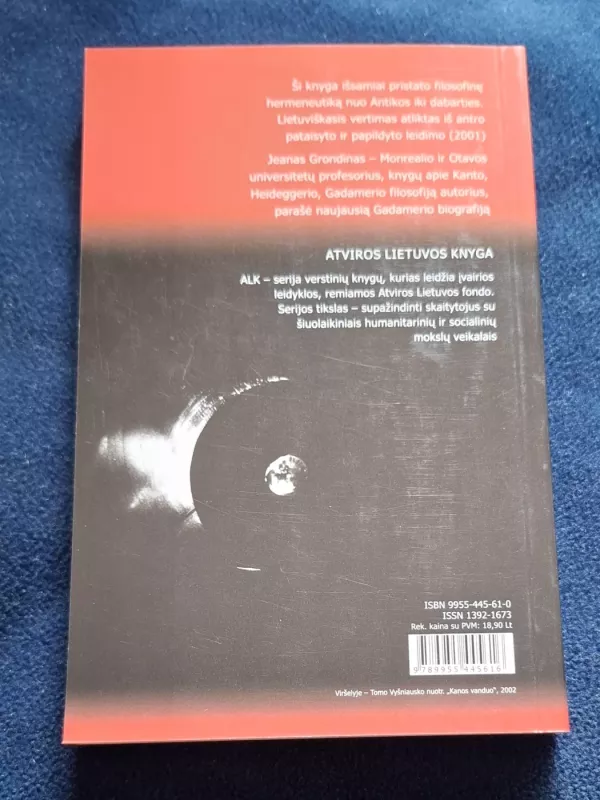 Ši knyga išsamiai pristato filosofinę
hermeneutiką nuo Antikos iki dabarties.
Lietuviškasis vertimas atliktas iš antro
pataisyto ir papildyto leidimo (2001)
Jeanas Grondinas – Monrealio ir Otavos
universitetų profesorius, knygų apie Kanto,
Heideggerio, Gadamerio filosofiją autorius,
parašė naujausią Gadamerio biografiją
ATVIROS LIETUVOS KNYGA
ALK – serija verstinių knygų, kurias leidžia įvairios
leidyklos, remiamos Atviros Lietuvos fondo.
Serijos tikslas – supažindinti skaitytojus su
šiuolaikiniais humanitarinių ir socialinių
mokslų veikalais
ISBN 9955-445-61-0
ISSN 1392-1673
Rek. kaina su PVM: 18,90 Lt
9 789955 445616
Viršelyje – Tomo Vyšniausko nuotr. „Kanos vanduo“, 2002